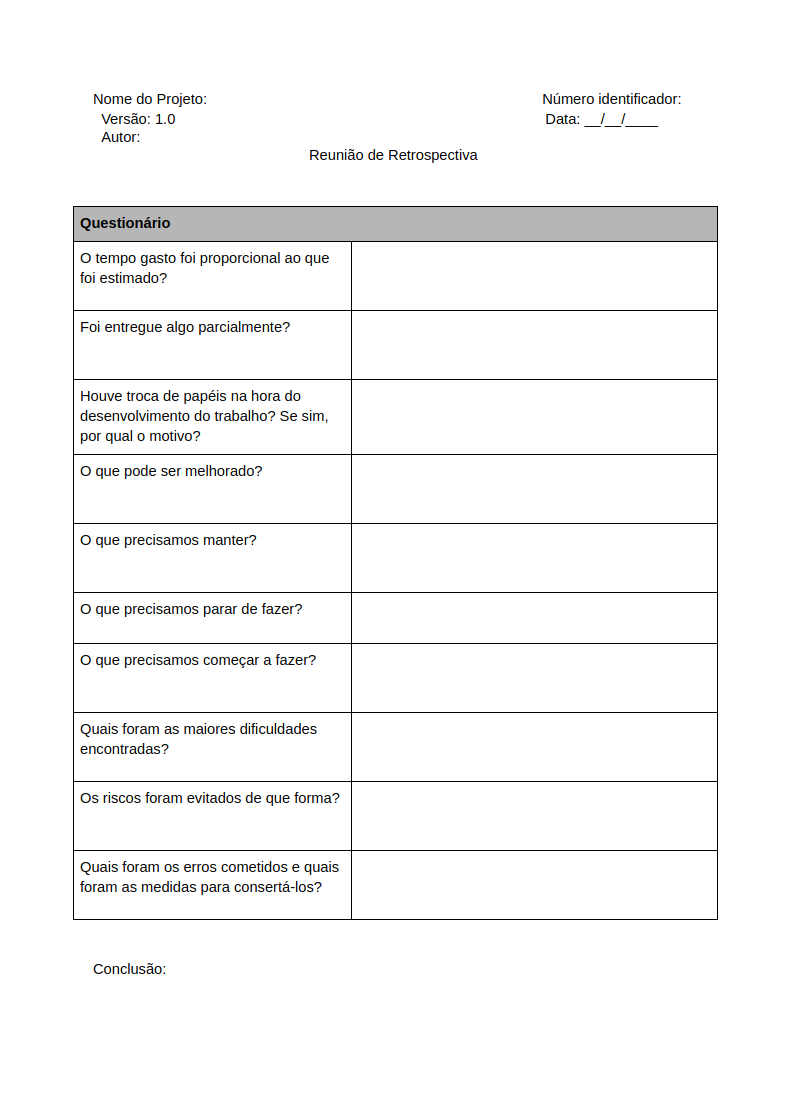 Nome do Projeto: Número identificador:
Versão: 1.0 Data: __/__/____
Autor:
Reunião de Retrospectiva
Questionário
O tempo gasto foi proporcional ao que
foi estimado?
Foi entregue algo parcialmente?
Houve troca de papéis na hora do
desenvolvimento do trabalho? Se sim,
por qual o motivo?
O que pode ser melhorado?
O que precisamos manter?
O que precisamos parar de fazer?
O que precisamos começar a fazer?
Quais foram as maiores dificuldades
encontradas?
Os riscos foram evitados de que forma?
Quais foram os erros cometidos e quais
foram as medidas para consertá-los?
Conclusão: